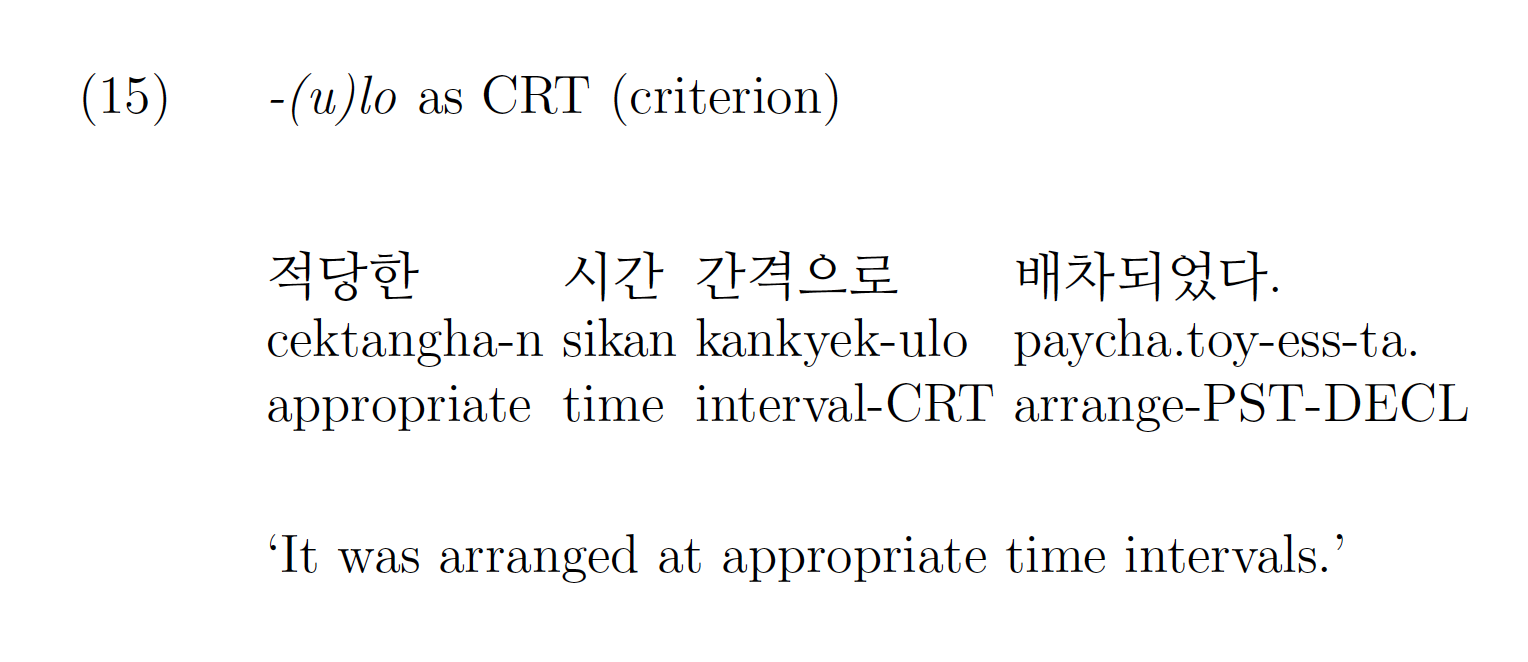 (15) -(u)lo as CRT (criterion)
적당한 시간 간격으로 배차되었다.
cektangha-n sikan kankyek-ulo paycha.toy-ess-ta.
appropriate time interval-CRT arrange-PST-DECL
‘It was arranged at appropriate time intervals.’